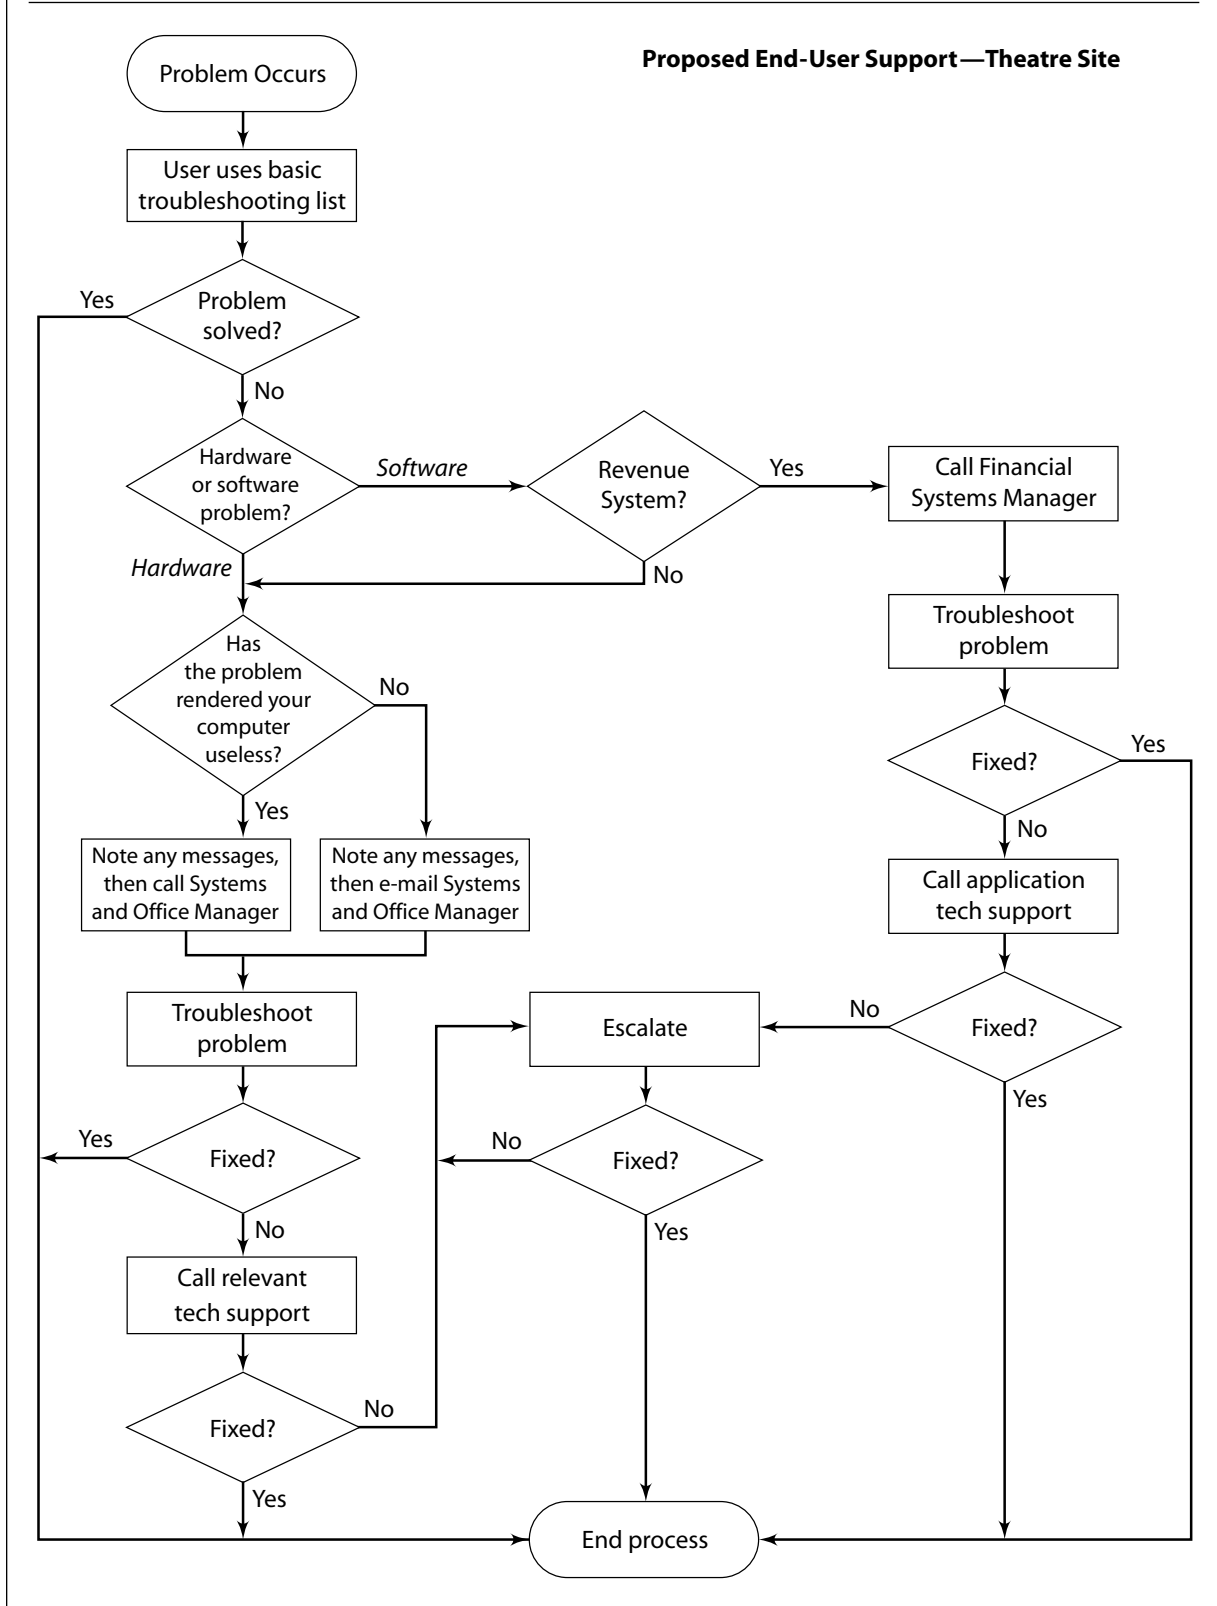 Proposed End-User Support—Theatre Site
Problem Occurs
User uses basic
troubleshooting list
Yes
Problem
solved?
No
Hardware
or software
problem?
Software
Revenue
System?
Yes
Call Financial
Systems Manager
Hardware
No
Has
the problem
rendered your
computer
useless?
No
Yes
Troubleshoot
problem
Fixed?
Yes
No
Note any messages,
then call Systems
and Office Manager
Note any messages,
then e-mail Systems
and Office Manager
Call application
tech support
Troubleshoot
problem
Escalate
No
Fixed?
Yes
Yes
Fixed?
No
No
Fixed?
Yes
Call relevant
tech support
Fixed?
No
Yes
End process